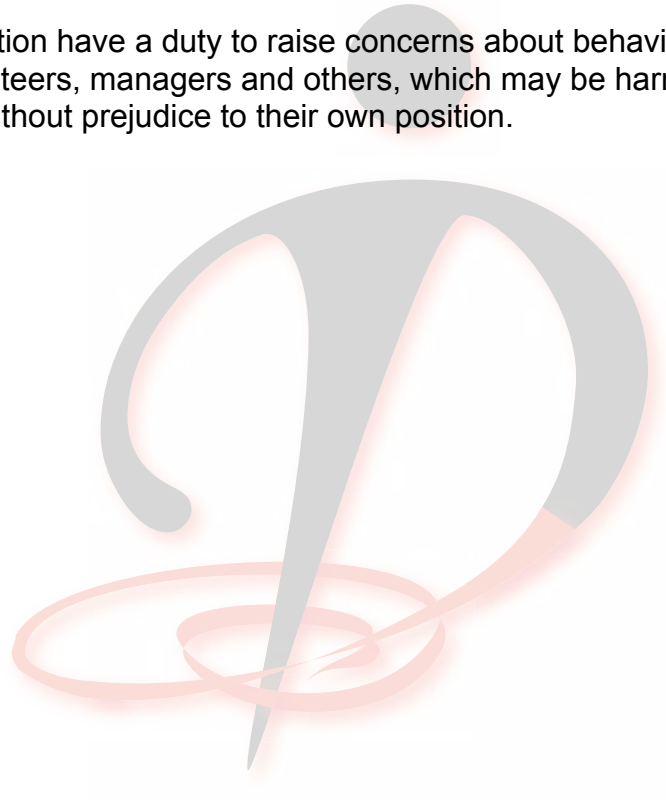 tion have a duty to raise concerns about behavi
teers, managers and others, which may be harr
thout prejudice to their own position.